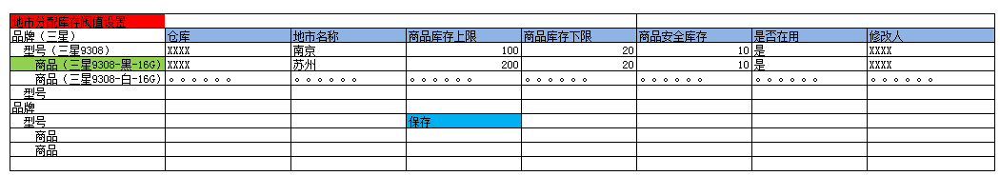 地市分配库存阀值设置
品牌（三星） 仓库 地市名称 商品库存上限 商品库存下限 商品安全库存 是否在用 修改人
型号（三星9308） XXXX 南京 100 20 10 是 XXXX
商品（三星9308-黑-16G） XXXX 苏州 200 20 10 是 XXXX
商品（三星9308-白-16G） 。。。。。。 。。。。。。 。。。。。。 。。。。。。 。。。。。。 。。。。。。 。。。。。。
型号
品牌
型号 保存
商品
商品